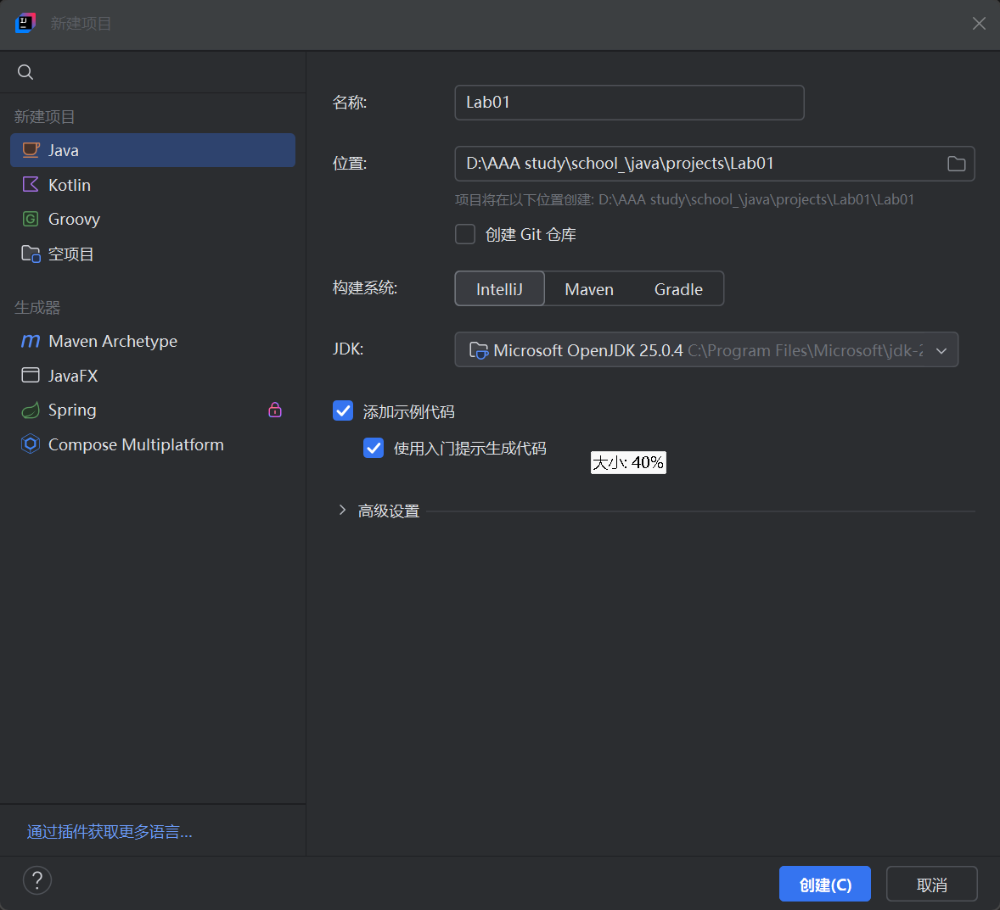 新建项目
新建项目
Java
Kotlin
Groovy
空项目
生成器
Maven Archetype
JavaFX
Spring
Compose Multiplatform
通过插件获取更多语言...
名称:
Lab01
位置:
D:\AAA study\school_\java\projects\Lab01
项目将在以下位置创建: D:\AAA study\school_\java\projects\Lab01\Lab01
创建 Git 仓库
构建系统:
IntelliJ Maven Gradle
JDK:
Microsoft OpenJDK 25.0.4 C:\Program Files\Microsoft\jdk-2
添加示例代码
使用入门提示生成代码
大小: 40%
高级设置
?
创建(C)
取消